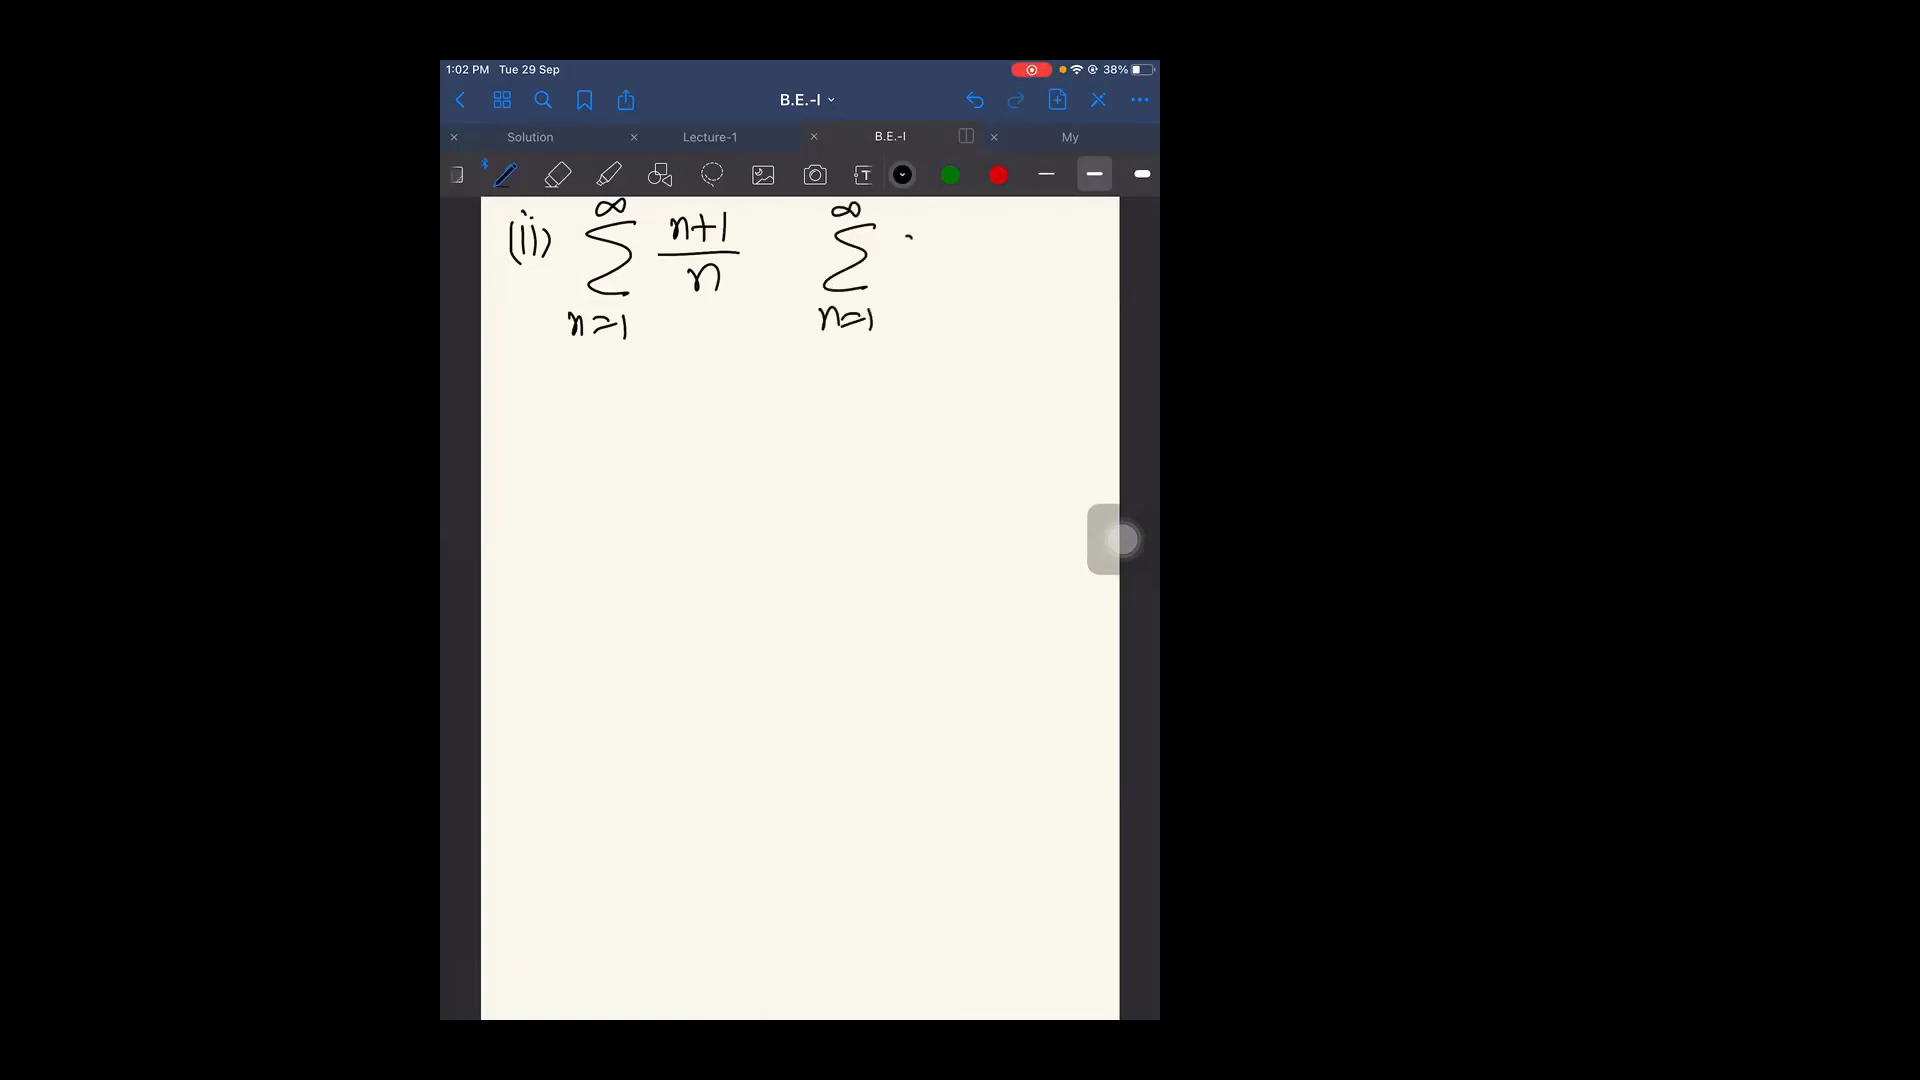 1:02 PM Tue 29 Sep 38%
B.E.-I
Solution Lecture-1 B.E.-I My
T
(ii) ∞ ∑ n=1 n+1/n ∞ ∑ n=1